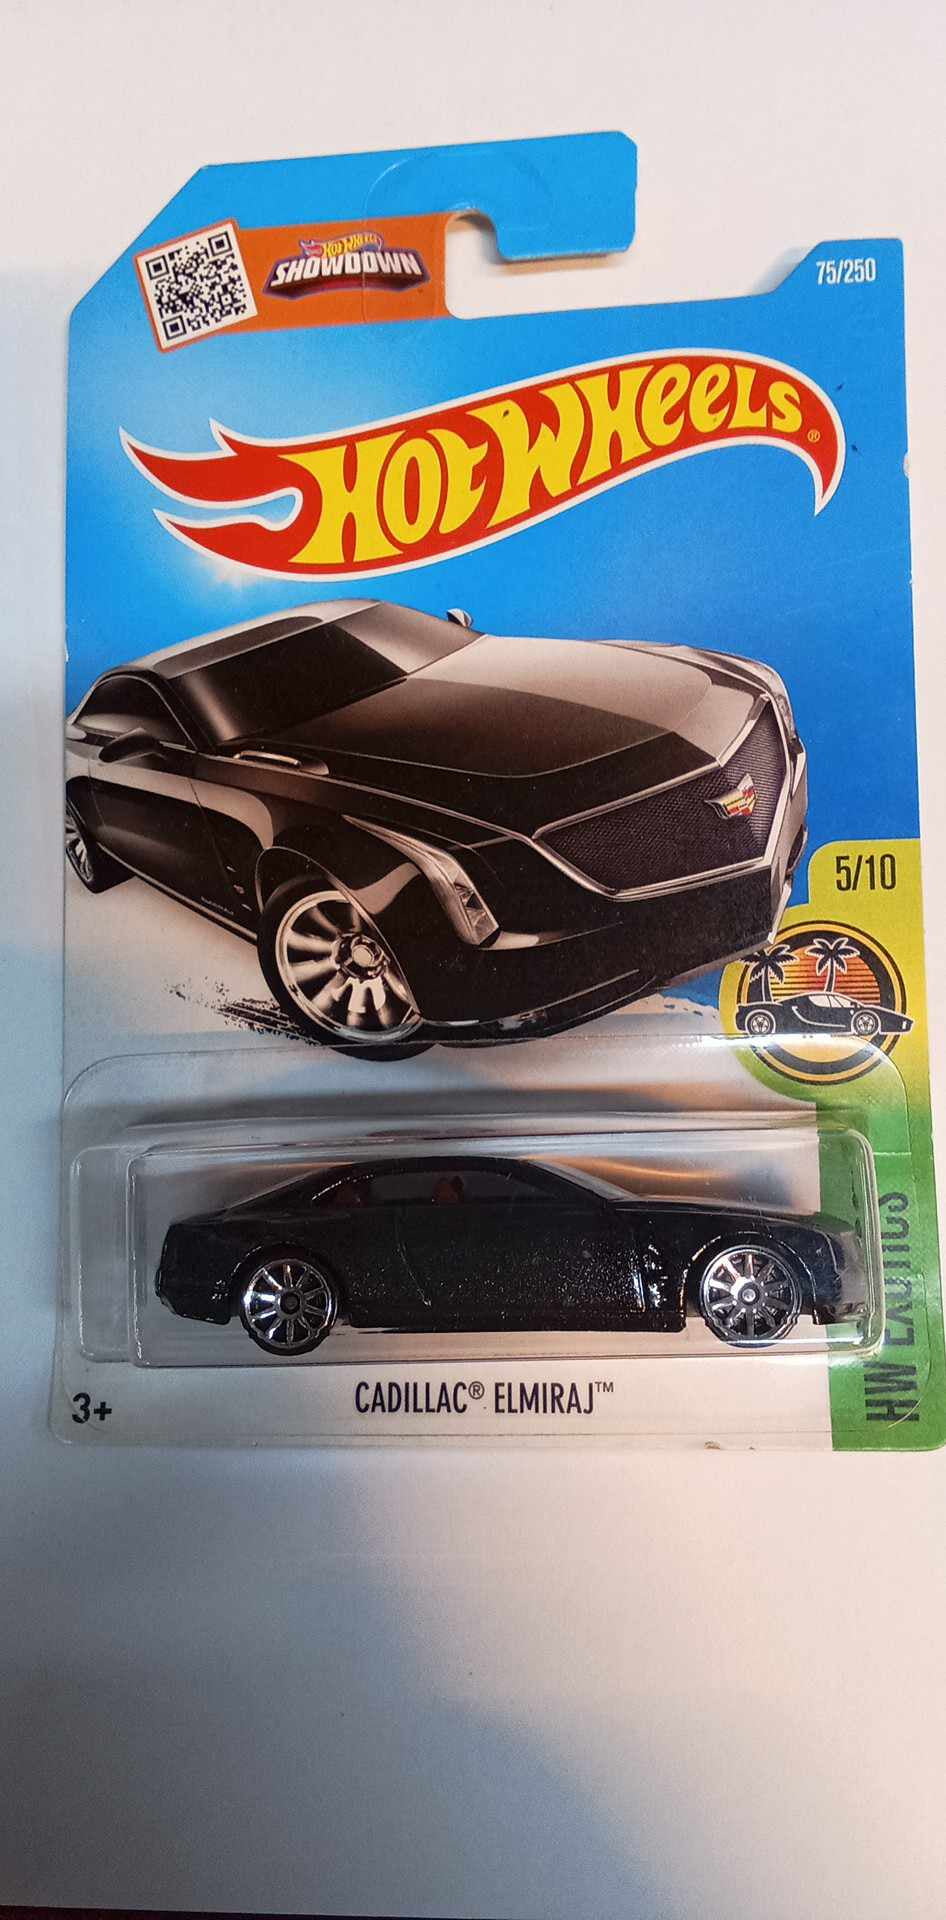 HOT WHEELS
SHOWDOWN
75/250
HOT WHEELS®
5/10
HW EXOTICS
CADILLAC® ELMIRAJ™
3+